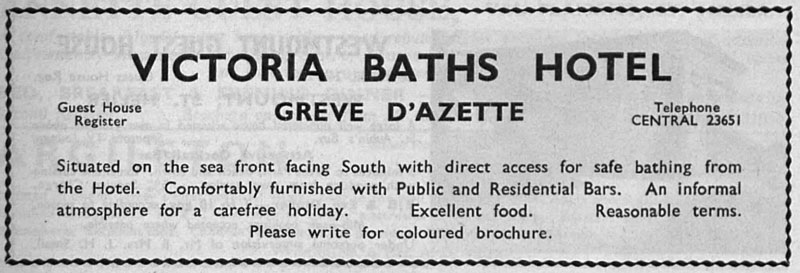 VICTORIA BATHS HOTEL
Guest House
Register
GREVE D'AZETTE
Telephone
CENTRAL 23651
Situated on the sea front facing South with direct access for safe bathing from
the Hotel. Comfortably furnished with Public and Residential Bars. An informal
atmosphere for a carefree holiday. Excellent food. Reasonable terms.
Please write for coloured brochure.